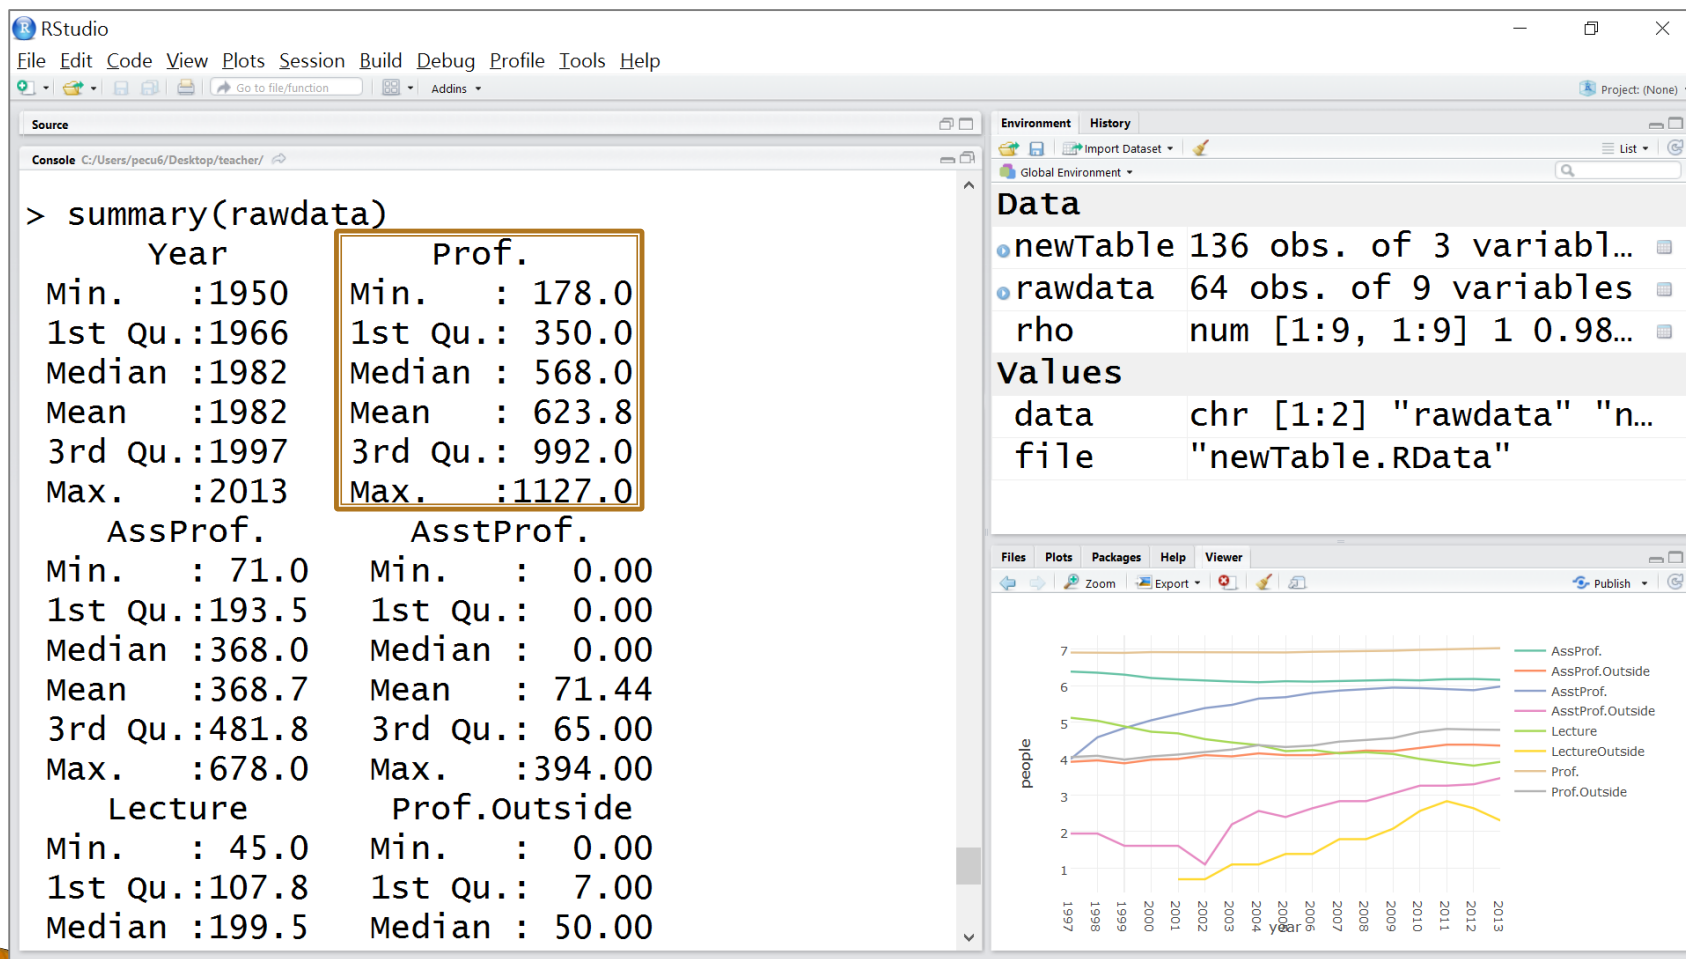 RStudio
File Edit Code View Plots Session Build Debug Profile Tools Help
Go to file/function Addins Project: (None)
Source
Console C:/Users/pecu6/Desktop/teacher/
> summary(rawdata)
Year Prof.
Min. :1950 Min. : 178.0
1st Qu.:1966 1st Qu.: 350.0
Median :1982 Median : 568.0
Mean :1982 Mean : 623.8
3rd Qu.:1997 3rd Qu.: 992.0
Max. :2013 Max. :1127.0
AssProf. AsstProf.
Min. : 71.0 Min. : 0.00
1st Qu.:193.5 1st Qu.: 0.00
Median :368.0 Median : 0.00
Mean :368.7 Mean : 71.44
3rd Qu.:481.8 3rd Qu.: 65.00
Max. :678.0 Max. :394.00
Lecture Prof.Outside
Min. : 45.0 Min. : 0.00
1st Qu.:107.8 1st Qu.: 7.00
Median :199.5 Median : 50.00
Environment History
Import Dataset List
Global Environment
Data
newTable 136 obs. of 3 variabl…
rawdata 64 obs. of 9 variables
rho num [1:9, 1:9] 1 0.98…
Values
data chr [1:2] "rawdata" "n…
file "newTable.RData"
Files Plots Packages Help Viewer
Zoom Export Publish
people
7
6
5
4
3
2
1
1997 1998 1999 2000 2001 2002 2003 2004 2005 2006 2007 2008 2009 2010 2011 2012 2013
year
AssProf.
AssProf.Outside
AsstProf.
AsstProf.Outside
Lecture
LectureOutside
Prof.
Prof.Outside